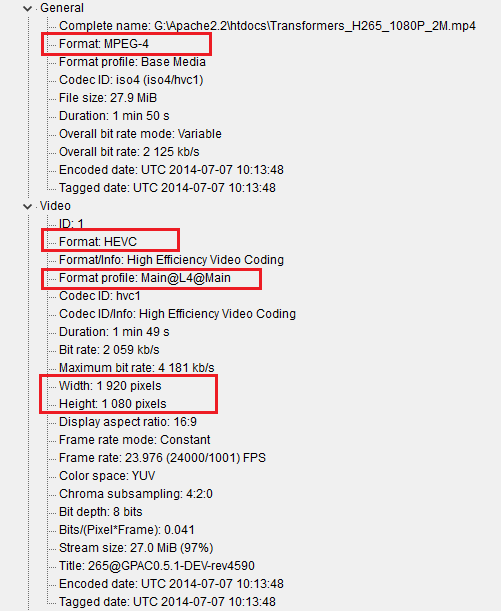 General
Complete name: G:\Apache2.2\htdocs\Transformers_H265_1080P_2M.mp4
Format: MPEG-4
Format profile: Base Media
Codec ID: iso4 (iso4/hvc1)
File size: 27.9 MiB
Duration: 1 min 50 s
Overall bit rate mode: Variable
Overall bit rate: 2 125 kb/s
Encoded date: UTC 2014-07-07 10:13:48
Tagged date: UTC 2014-07-07 10:13:48
Video
ID: 1
Format: HEVC
Format/Info: High Efficiency Video Coding
Format profile: Main@L4@Main
Codec ID: hvc1
Codec ID/Info: High Efficiency Video Coding
Duration: 1 min 49 s
Bit rate: 2 059 kb/s
Maximum bit rate: 4 181 kb/s
Width: 1 920 pixels
Height: 1 080 pixels
Display aspect ratio: 16:9
Frame rate mode: Constant
Frame rate: 23.976 (24000/1001) FPS
Color space: YUV
Chroma subsampling: 4:2:0
Bit depth: 8 bits
Bits/(Pixel*Frame): 0.041
Stream size: 27.0 MiB (97%)
Title: 265@GPAC0.5.1-DEV-rev4590
Encoded date: UTC 2014-07-07 10:13:48
Tagged date: UTC 2014-07-07 10:13:48